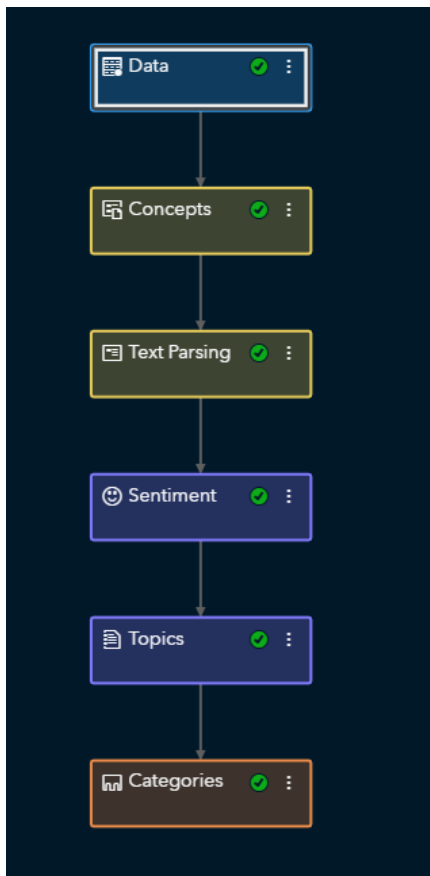 Data
Concepts
Text Parsing
Sentiment
Topics
Categories